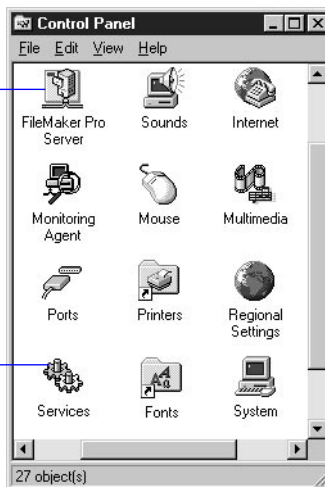 Control Panel
File Edit View Help
FileMaker Pro Server
Sounds
Internet
Monitoring Agent
Mouse
Multimedia
Ports
Printers
Regional Settings
Services
Fonts
System
27 object(s)